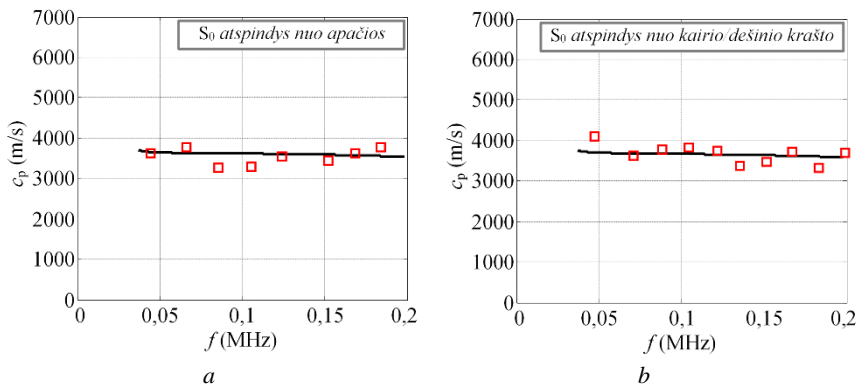 S₀ atspindys nuo apačios
7000
6000
5000
4000
3000
2000
1000
0
cₚ (m/s)
0 0,05 0,1 0,15 0,2
f (MHz)
a
S₀ atspindys nuo kairio/dešinio krašto
7000
6000
5000
4000
3000
2000
1000
0
cₚ (m/s)
0 0,05 0,1 0,15 0,2
f (MHz)
b